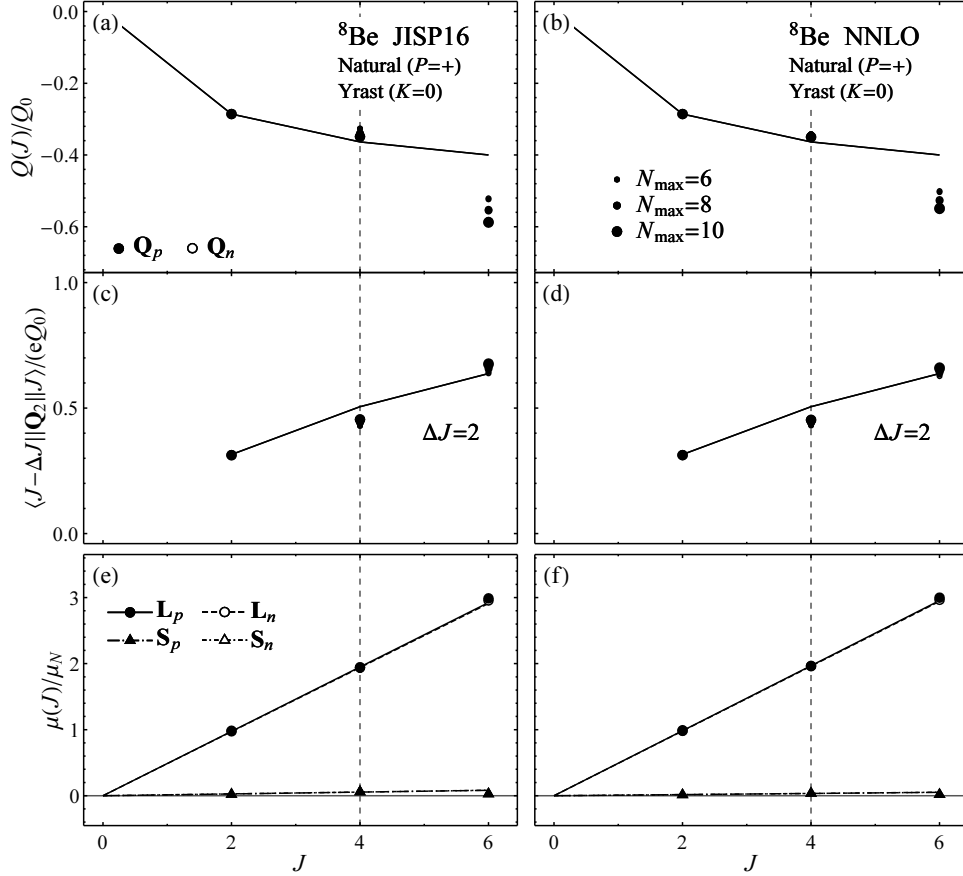 (a)
⁸Be JISP16
Natural (P=+)
Yrast (K=0)
Q(J)/Q₀
0.0
−0.2
−0.4
−0.6
Qₚ Qₙ
(b)
⁸Be NNLO
Natural (P=+)
Yrast (K=0)
Nmax=6
Nmax=8
Nmax=10
(c)
⟨J−ΔJ||Q₂||J⟩/(eQ₀)
1.0
0.5
0.0
ΔJ=2
(d)
ΔJ=2
(e)
Lₚ Lₙ
Sₚ Sₙ
μ(J)/μN
3
2
1
0
0 2 4 6
J
(f)
0 2 4 6
J